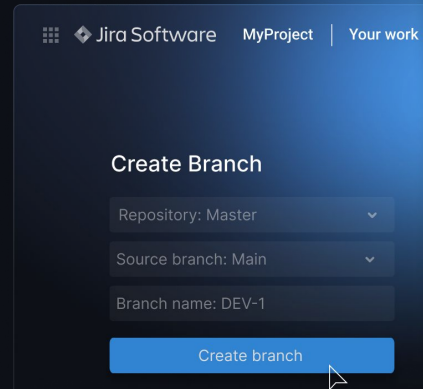 Jira Software MyProject Your work
Create Branch
Repository: Master
Source branch: Main
Branch name: DEV-1
Create branch